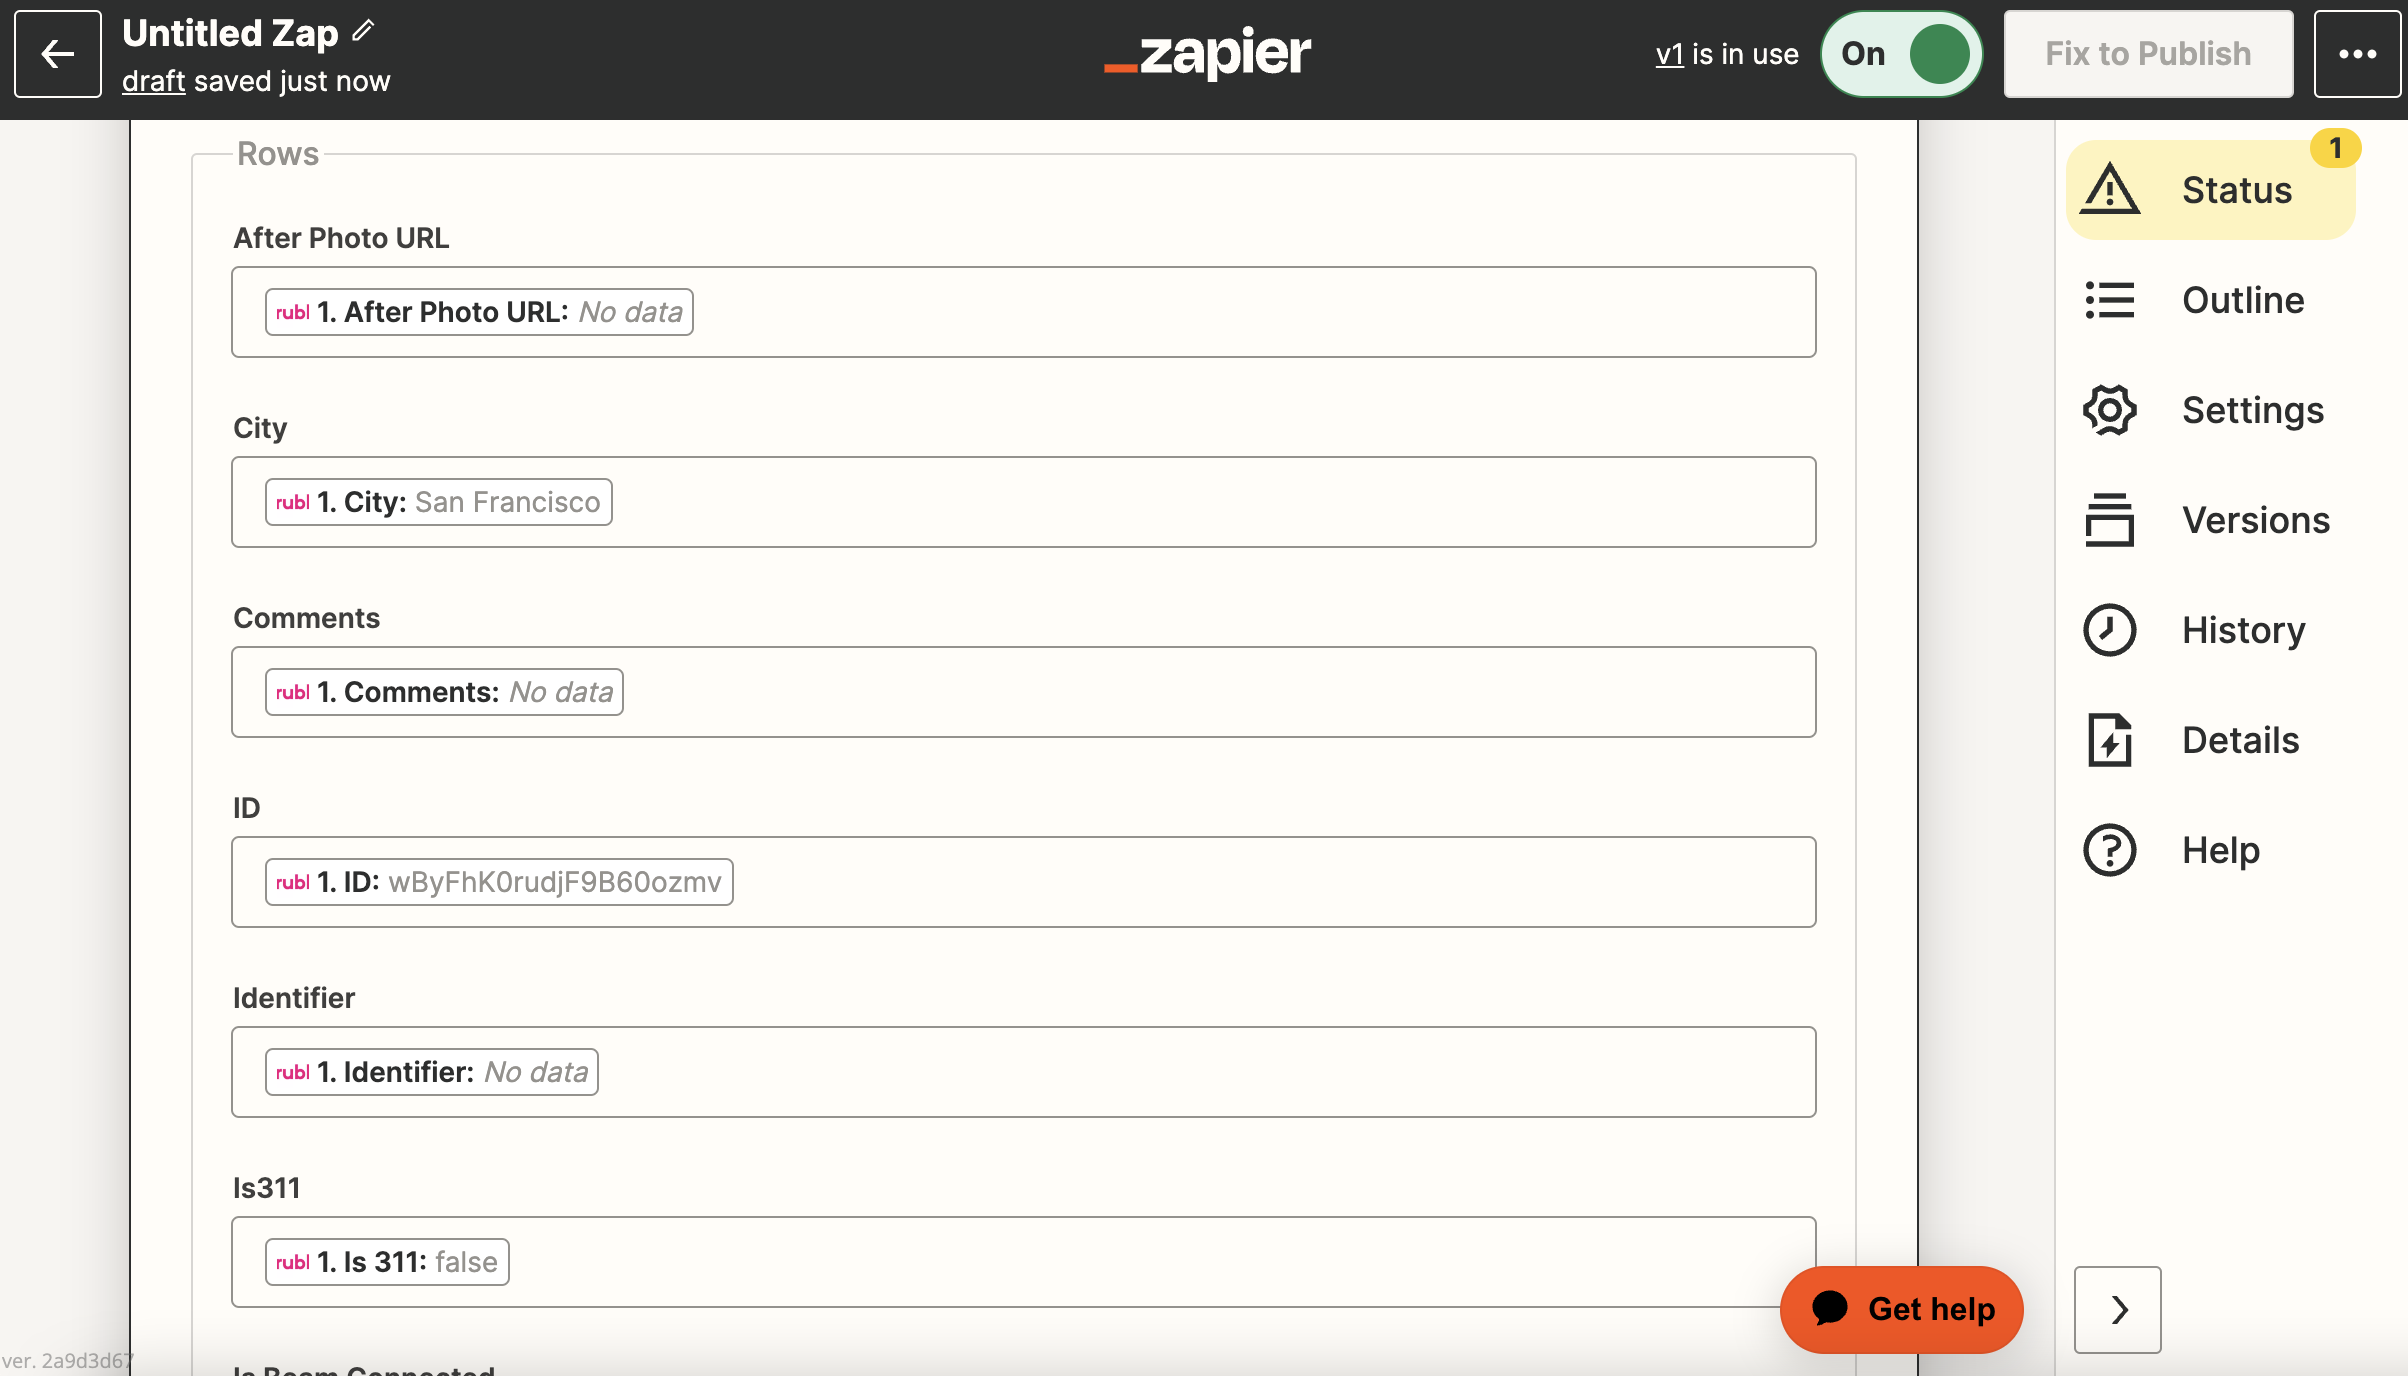 Untitled Zap
draft saved just now
zapier
v1 is in use
On
Fix to Publish
Rows
After Photo URL
rubl 1. After Photo URL: No data
City
rubl 1. City: San Francisco
Comments
rubl 1. Comments: No data
ID
rubl 1. ID: wByFhK0rudjF9B60ozmv
Identifier
rubl 1. Identifier: No data
Is311
rubl 1. Is 311: false
Is Beam Connected
1
Status
Outline
Settings
Versions
History
Details
Help
Get help
ver. 2a9d3d67